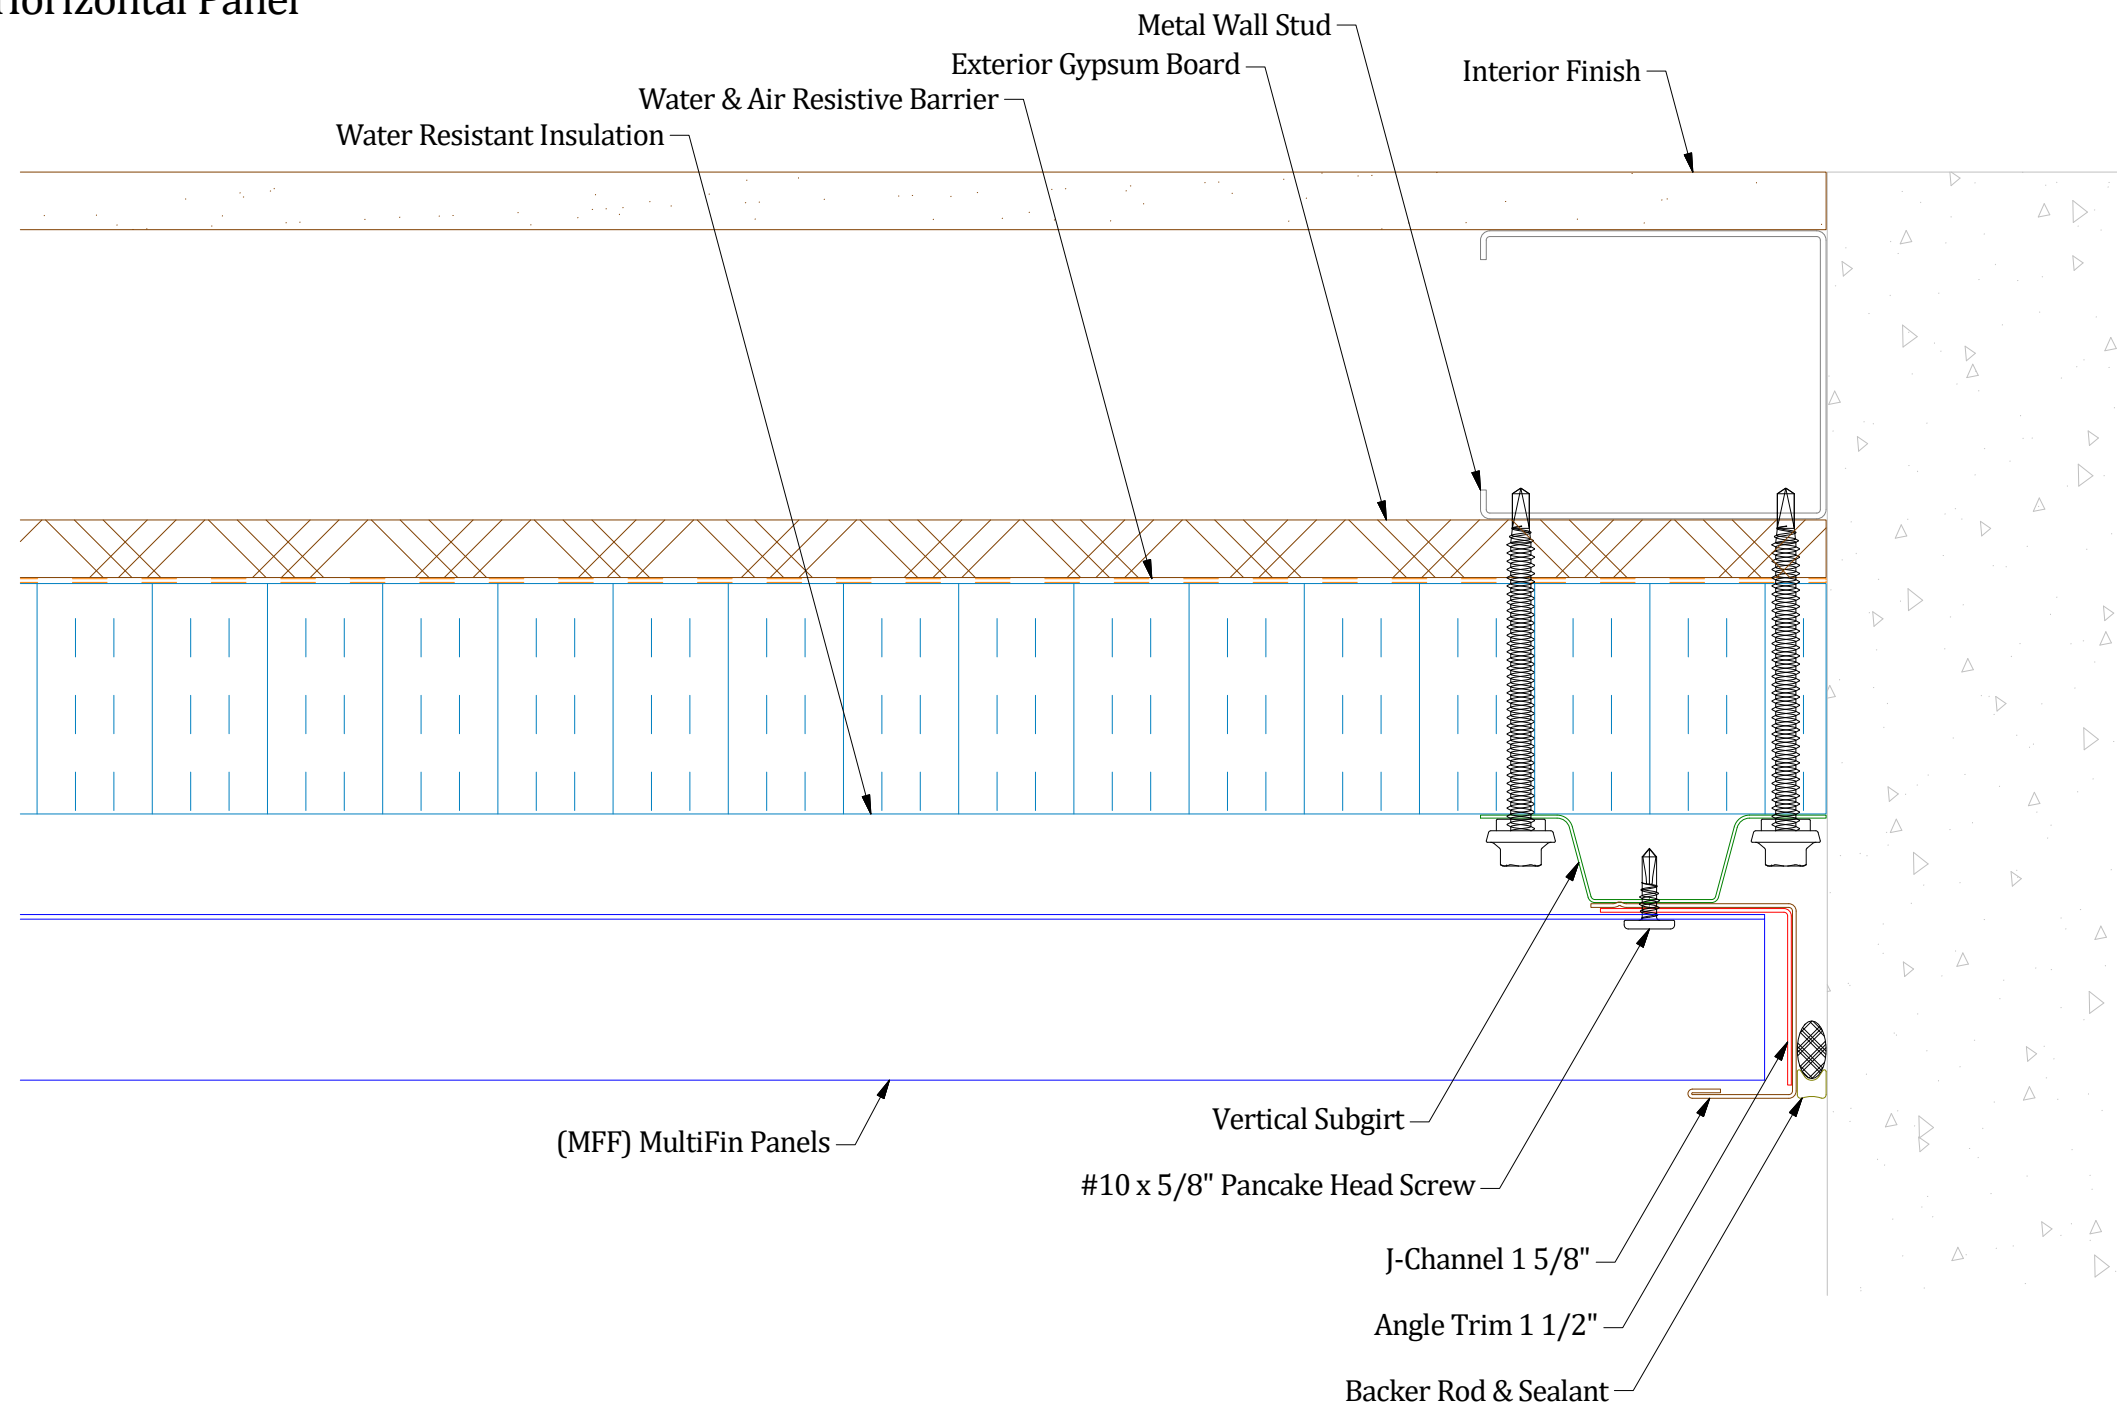 Horizontal Panel
Metal Wall Stud
Exterior Gypsum Board
Interior Finish
Water & Air Resistive Barrier
Water Resistant Insulation
Vertical Subgirt
(MFF) MultiFin Panels
#10 x 5/8" Pancake Head Screw
J-Channel 1 5/8"
Angle Trim 1 1/2"
Backer Rod & Sealant